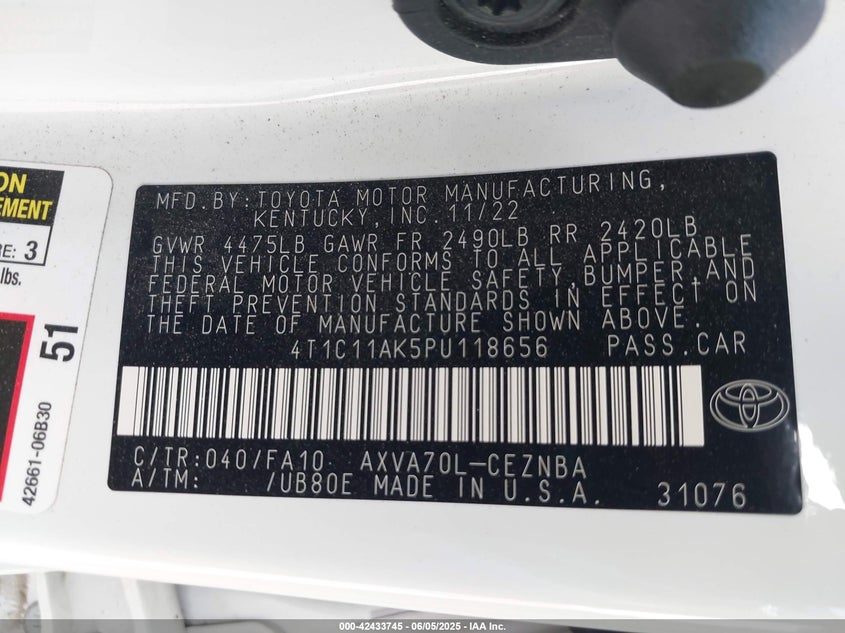 ON
EMENT
RE: 3
lbs.
51
42661-06B30
MFD.BY:TOYOTA MOTOR MANUFACTURING,
KENTUCKY,INC.11/22
GVWR 4475LB GAWR FR 2490LB RR 2420LB
THIS VEHICLE CONFORMS TO ALL APPLICABLE
FEDERAL MOTOR VEHICLE SAFETY,BUMPER,AND
THEFT PREVENTION STANDARDS IN EFFECT ON
THE DATE OF MANUFACTURE SHOWN ABOVE.
4T1C11AK5PU118656 PASS.CAR
C/TR:040/FA10 AXVA70L-CEZNBA
A/TM: /UB80E MADE IN U.S.A. 31076
000-42433745 - 06/05/2025 - IAA Inc.